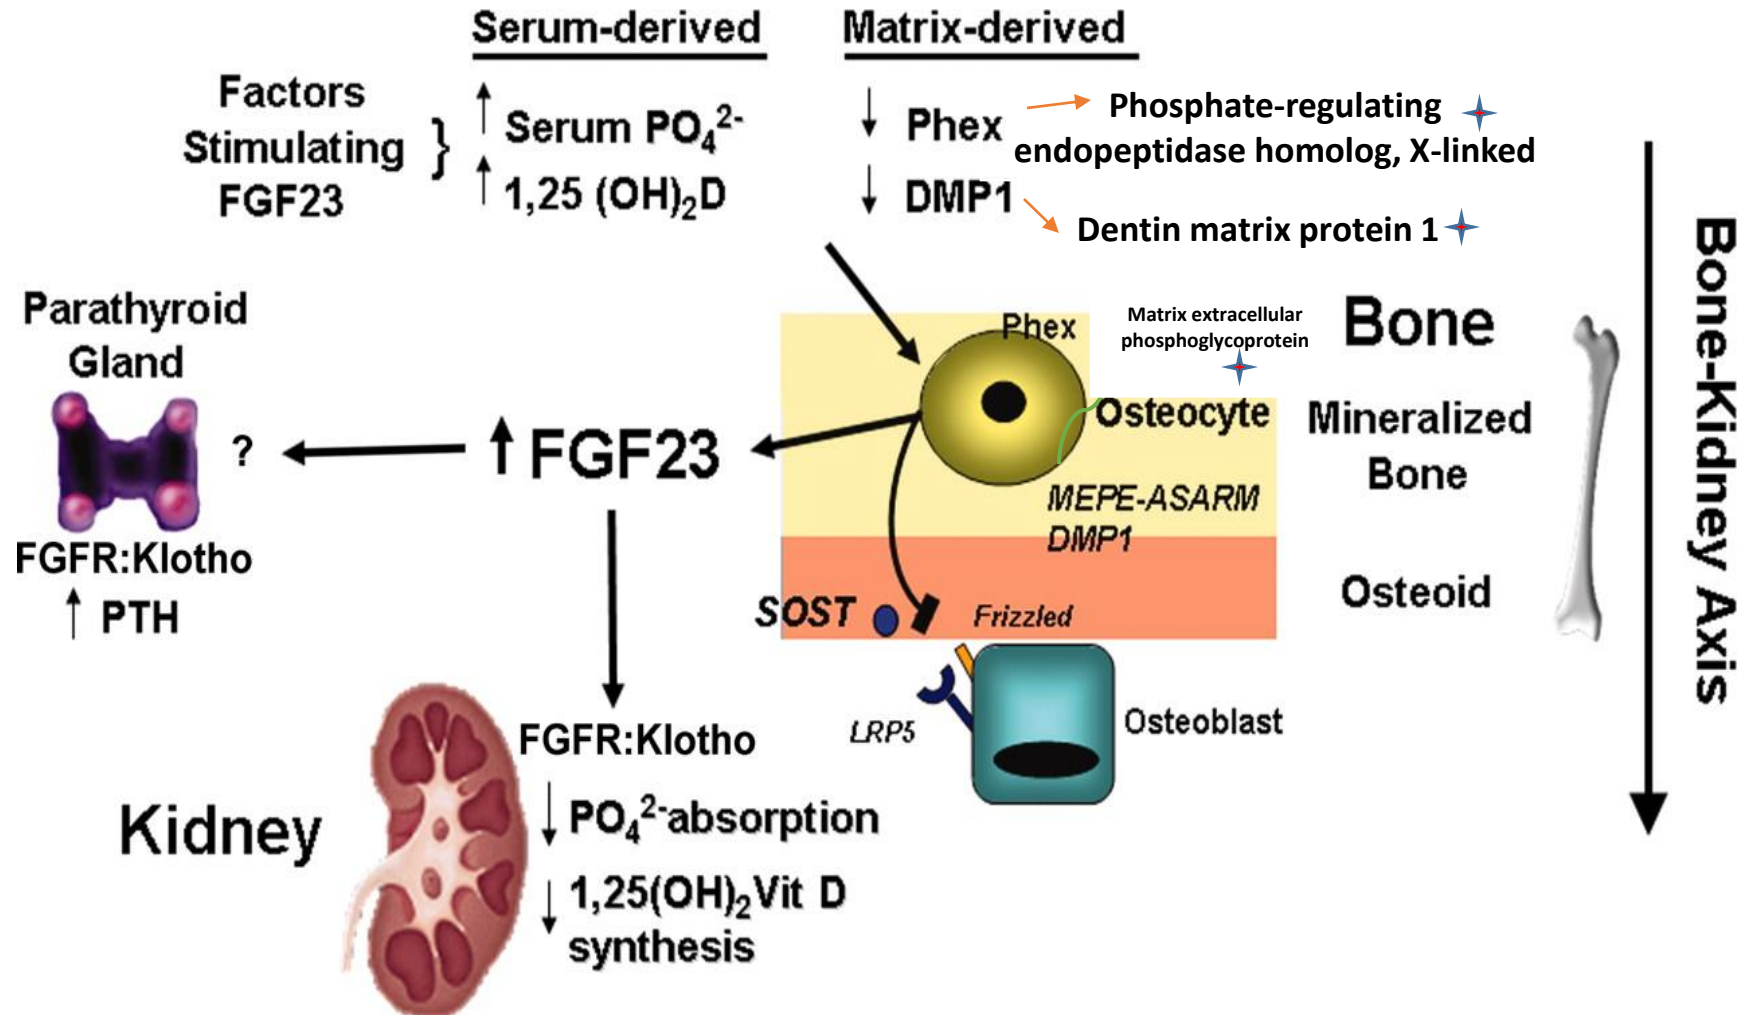 Serum-derived
Matrix-derived
Factors
Stimulating
FGF23
}
↑ Serum PO₄²⁻
↑ 1,25 (OH)₂D
↓ Phex
↓ DMP1
Phosphate-regulating
endopeptidase homolog, X-linked
Dentin matrix protein 1
Parathyroid
Gland
?
FGFR:Klotho
↑ PTH
↑ FGF23
Phex
Matrix extracellular
phosphoglycoprotein
Osteocyte
MEPE-ASARM
DMP1
SOST
Frizzled
LRP5
Osteoblast
Bone
Mineralized
Bone
Osteoid
Bone-Kidney Axis
Kidney
FGFR:Klotho
↓ PO₄²⁻absorption
↓ 1,25(OH)₂Vit D
synthesis